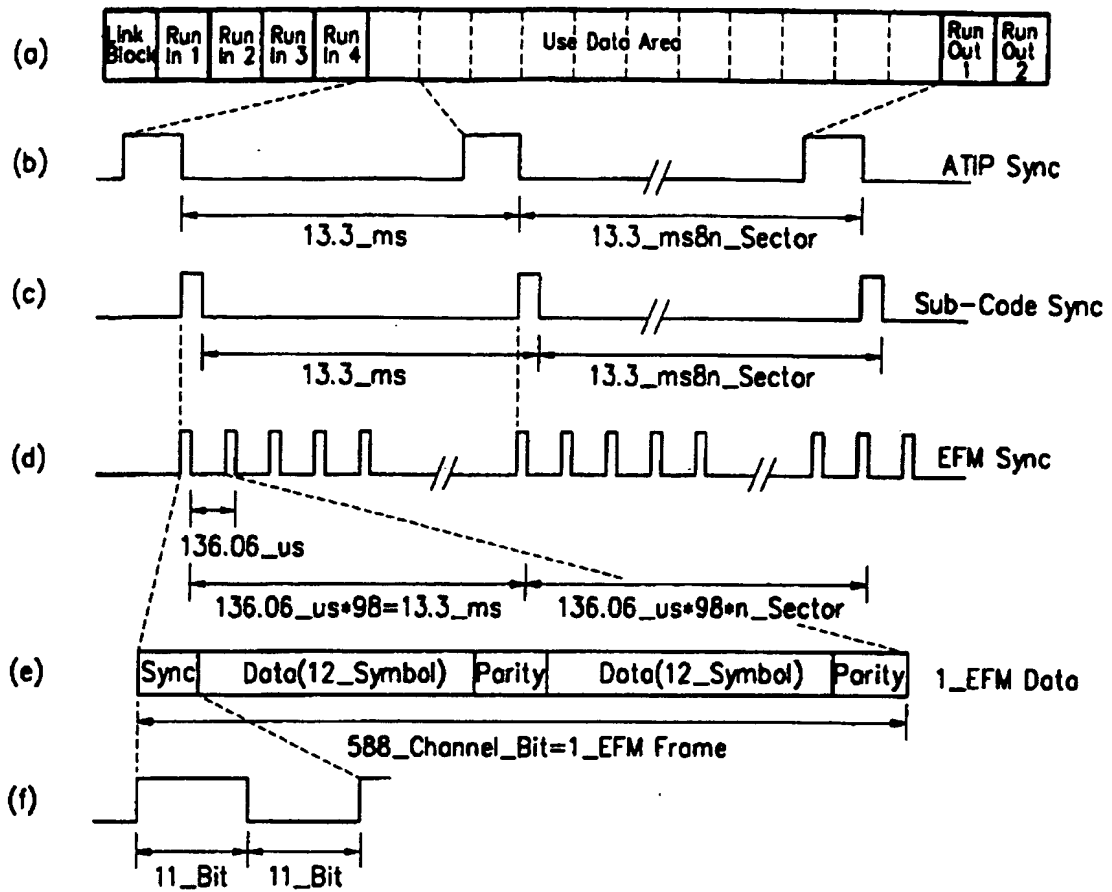 (a)
Link Block
Run In 1
Run In 2
Run In 3
Run In 4
Use Data Area
Run Out 1
Run Out 2
(b)
ATIP Sync
13.3_ms
13.3_ms8n_Sector
(c)
Sub-Code Sync
13.3_ms
13.3_ms8n_Sector
(d)
EFM Sync
136.06_us
136.06_us*98=13.3_ms
136.06_us*98*n_Sector
(e)
Sync
Data(12_Symbol)
Parity
Data(12_Symbol)
Parity
1_EFM Data
588_Channel_Bit=1_EFM Frame
(f)
11_Bit
11_Bit